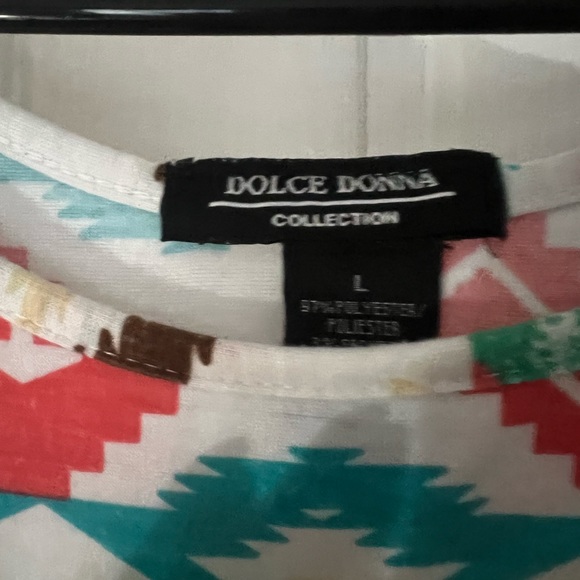 DOLCE DONNA
COLLECTION
L
97% POLYESTER/
POLIESTER